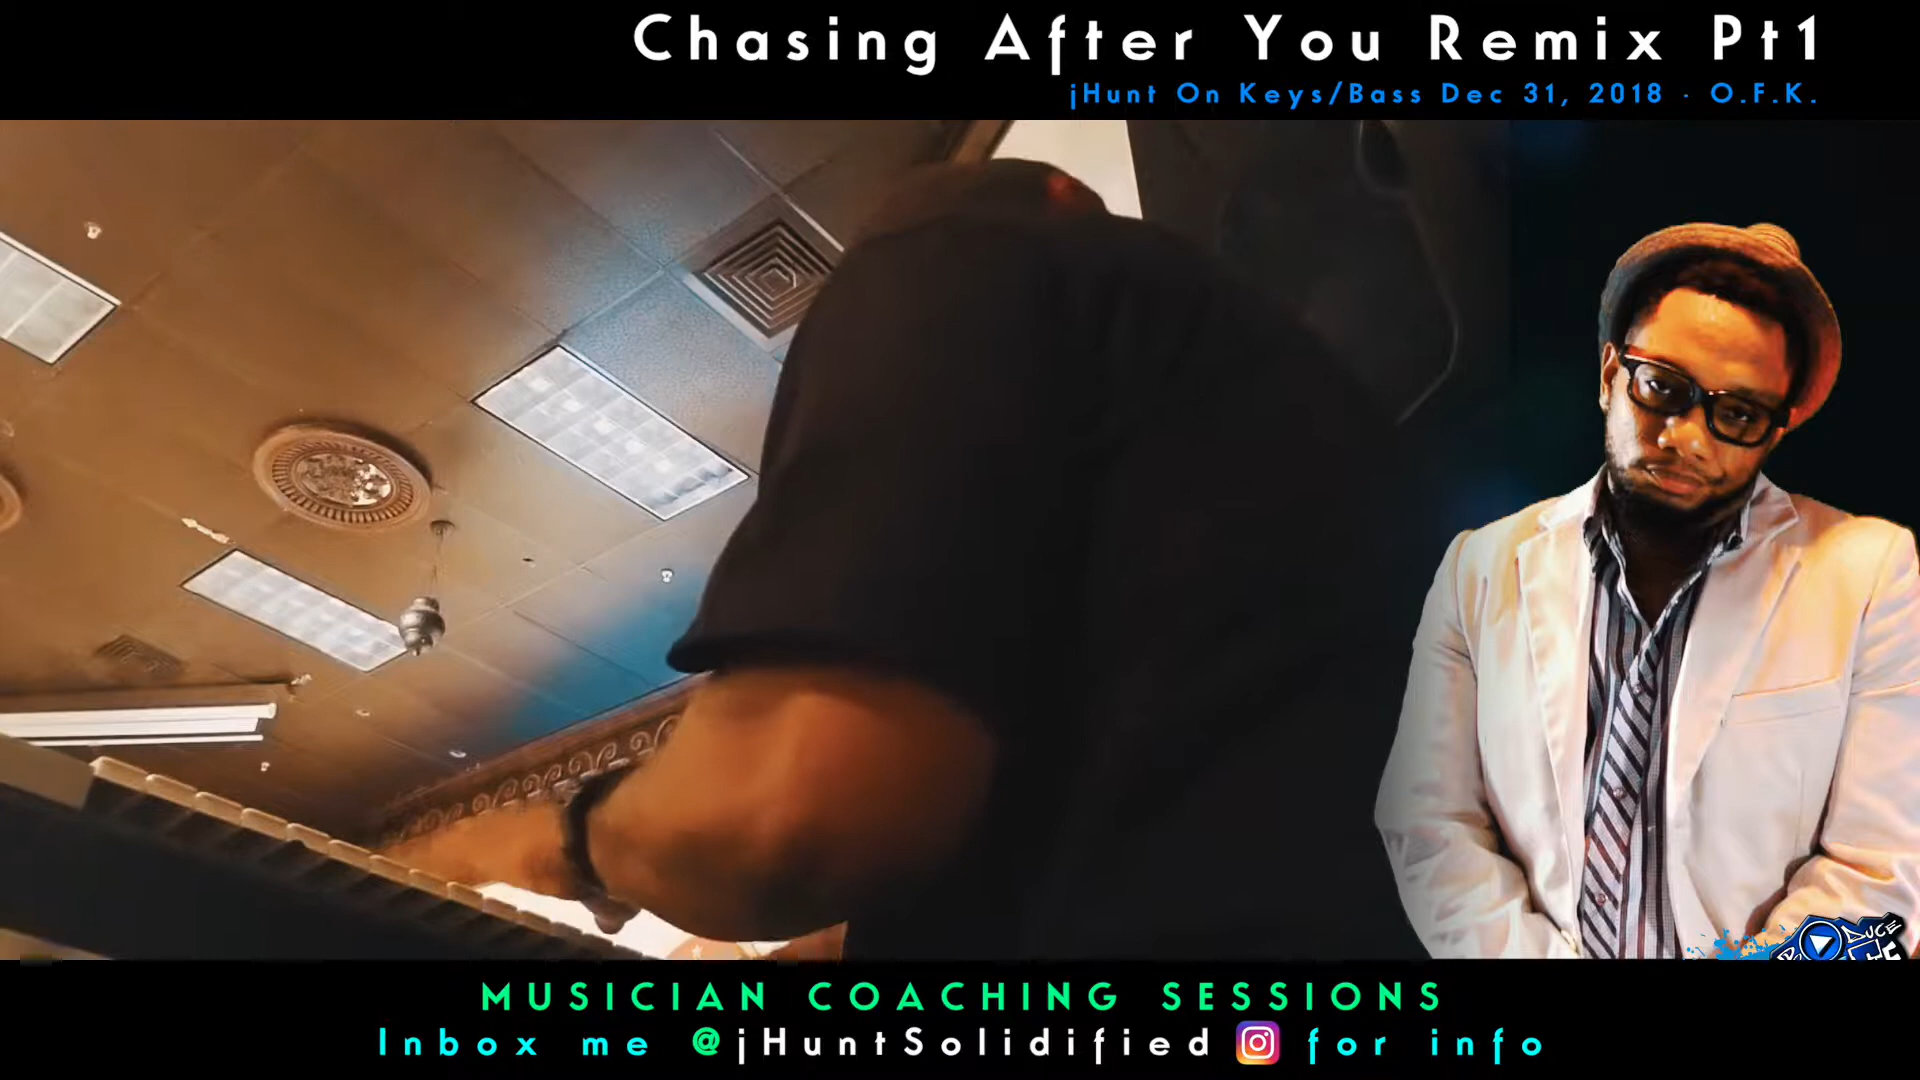 Chasing After You Remix Pt1
jHunt On Keys/Bass Dec 31, 2018 · O.F.K.
MUSICIAN COACHING SESSIONS
Inbox me @jHuntSolidified for info